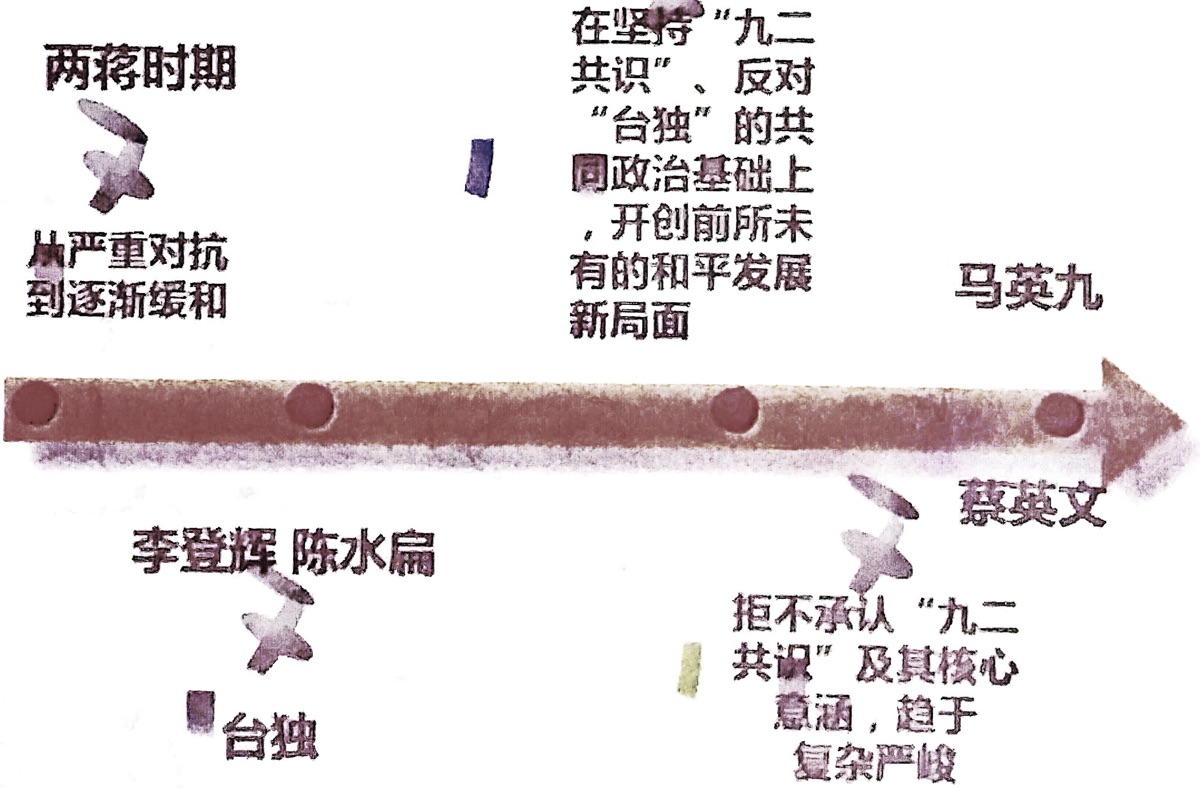 两蒋时期
从严重对抗
到逐渐缓和
在坚持“九二
共识”、反对
“台独”的共
同政治基础上
，开创前所未
有的和平发展
新局面
马英九
李登辉 陈水扁
台独
蔡英文
拒不承认“九二
共识”及其核心
意涵，趋于
复杂严峻